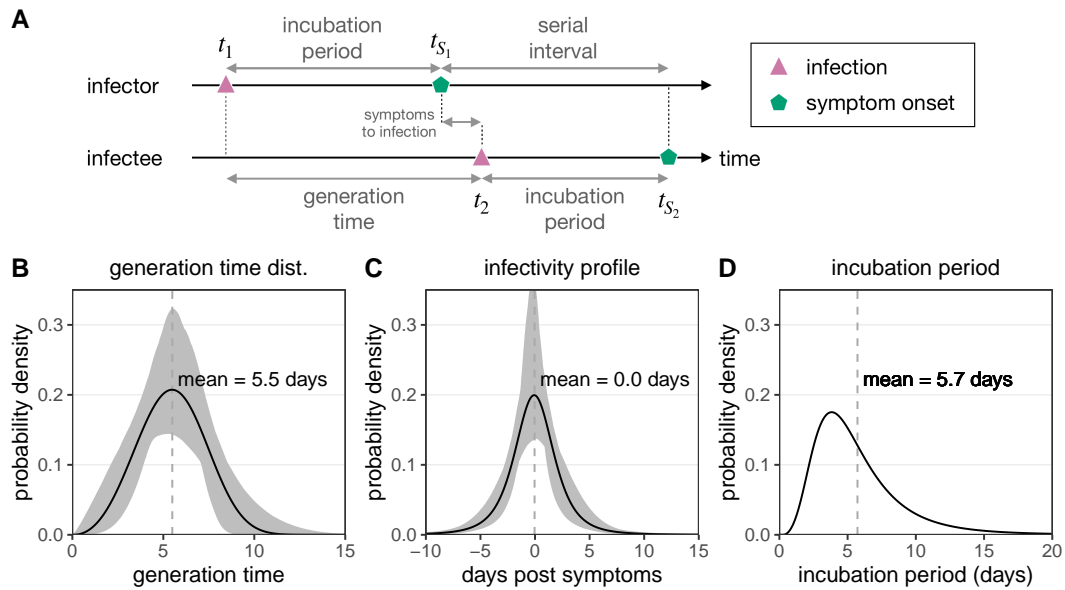 A
incubation
period
serial
interval
t1
tS1
infector
symptoms
to infection
infectee
time
generation
time
t2
incubation
period
tS2
infection
symptom onset
B
generation time dist.
probability density
0.3
0.2
0.1
0.0
mean = 5.5 days
0
5
10
15
generation time
C
infectivity profile
probability density
0.3
0.2
0.1
0.0
mean = 0.0 days
−10
−5
0
5
10
15
days post symptoms
D
incubation period
probability density
0.3
0.2
0.1
0.0
mean = 5.7 days
0
5
10
15
20
incubation period (days)